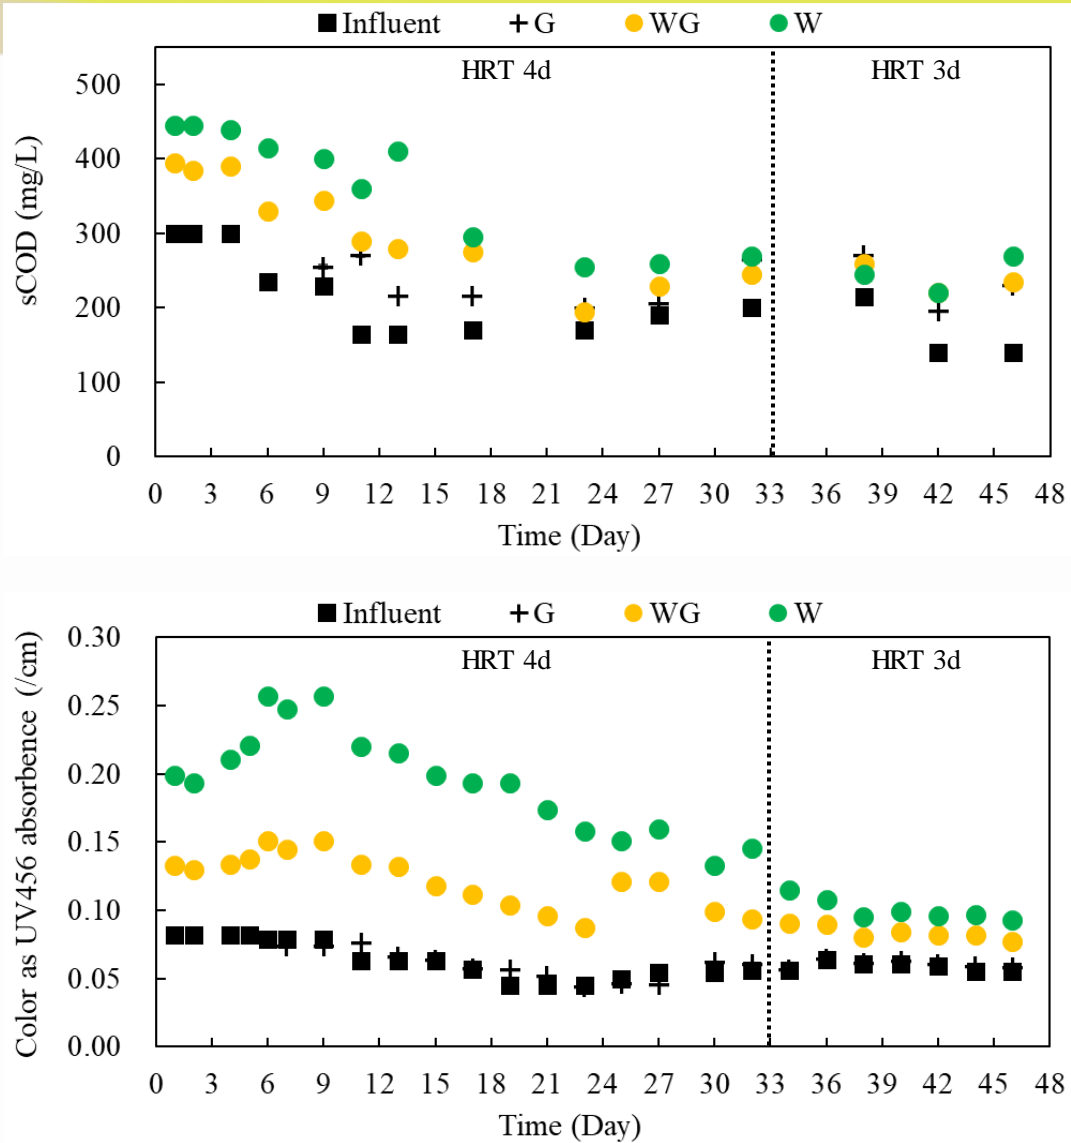 Influent G WG W
HRT 4d HRT 3d
sCOD (mg/L)
500
400
300
200
100
0
0 3 6 9 12 15 18 21 24 27 30 33 36 39 42 45 48
Time (Day)
Influent G WG W
HRT 4d HRT 3d
Color as UV456 absorbence (/cm)
0.30
0.25
0.20
0.15
0.10
0.05
0.00
0 3 6 9 12 15 18 21 24 27 30 33 36 39 42 45 48
Time (Day)